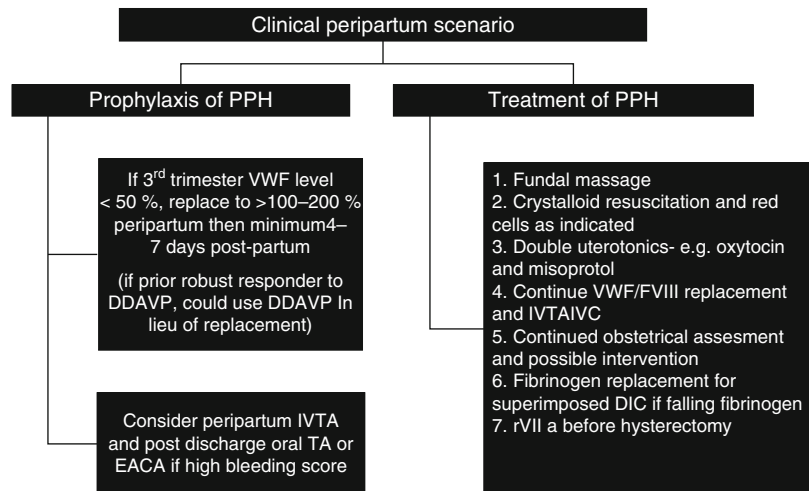 Clinical peripartum scenario
Prophylaxis of PPH
If 3rd trimester VWF level
< 50 %, replace to >100–200 %
peripartum then minimum4–
7 days post-partum
(if prior robust responder to
DDAVP, could use DDAVP In
lieu of replacement)
Consider peripartum IVTA
and post discharge oral TA or
EACA if high bleeding score
Treatment of PPH
1. Fundal massage
2. Crystalloid resuscitation and red
cells as indicated
3. Double uterotonics- e.g. oxytocin
and misoprotol
4. Continue VWF/FVIII replacement
and IVTAIVC
5. Continued obstetrical assesment
and possible intervention
6. Fibrinogen replacement for
superimposed DIC if falling fibrinogen
7. rVII a before hysterectomy